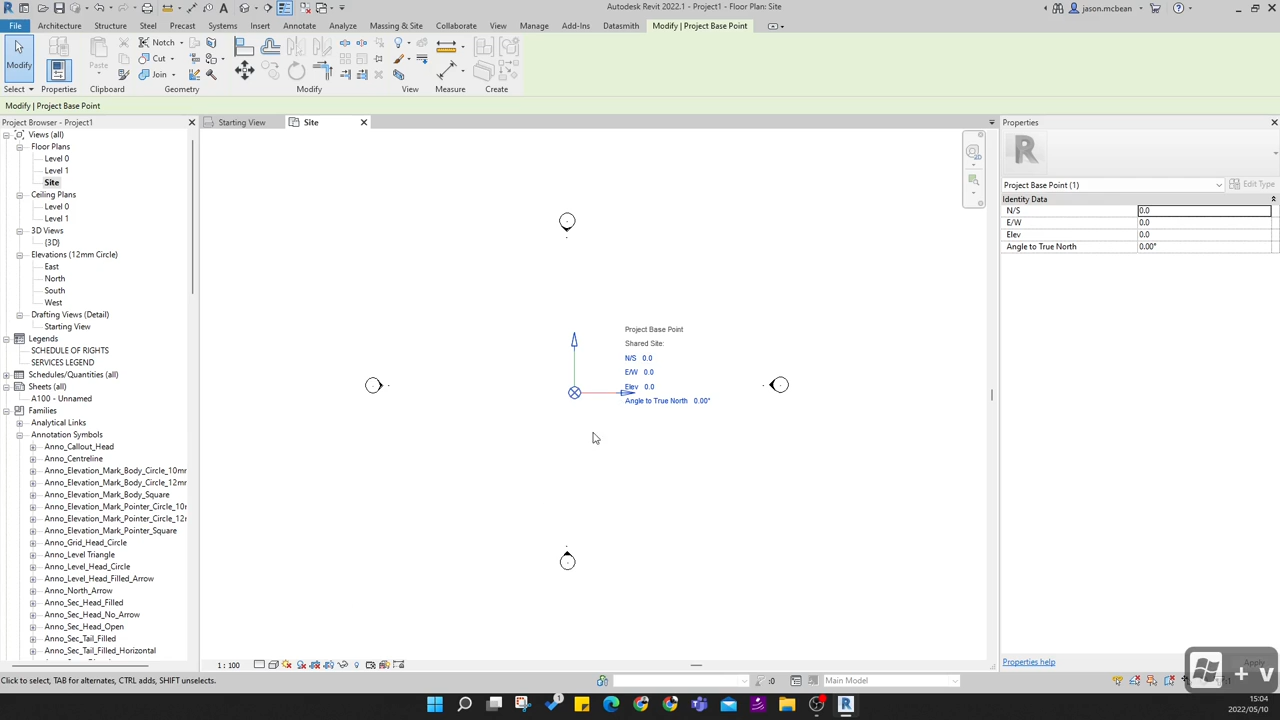 Autodesk Revit 2022.1 - Project1 - Floor Plan: Site
jason.mcbean
File Architecture Structure Steel Precast Systems Insert Annotate Analyze Massing & Site Collaborate View Manage Add-Ins Datasmith Modify | Project Base Point
Modify
Paste
Notch
Cut
Join
Select Properties Clipboard Geometry Modify View Measure Create
Modify | Project Base Point
Project Browser - Project1
Starting View
Site
Properties
Views (all)
Floor Plans
Level 0
Level 1
Site
Ceiling Plans
Level 0
Level 1
3D Views
(3D)
Elevations (12mm Circle)
East
North
South
West
Drafting Views (Detail)
Starting View
Legends
SCHEDULE OF RIGHTS
SERVICES LEGEND
Schedules/Quantities (all)
Sheets (all)
A100 - Unnamed
Families
Analytical Links
Annotation Symbols
Anno_Callout_Head
Anno_Centreline
Anno_Elevation_Mark_Body_Circle_10mm
Anno_Elevation_Mark_Body_Circle_12mm
Anno_Elevation_Mark_Body_Square
Anno_Elevation_Mark_Pointer_Circle_10
Anno_Elevation_Mark_Pointer_Circle_12
Anno_Elevation_Mark_Pointer_Square
Anno_Grid_Head_Circle
Anno_Level Triangle
Anno_Level_Head_Circle
Anno_Level_Head_Filled_Arrow
Anno_North_Arrow
Anno_Sec_Head_Filled
Anno_Sec_Head_No_Arrow
Anno_Sec_Head_Open
Anno_Sec_Tail_Filled
Anno_Sec_Tail_Filled_Horizontal
Project Base Point
Shared Site:
N/S 0.0
E/W 0.0
Elev 0.0
Angle to True North 0.00°
Project Base Point (1)
Edit Type
Identity Data
N/S 0.0
E/W 0.0
Elev 0.0
Angle to True North 0.00°
Properties help
Apply
+ v
1 : 100
Click to select, TAB for alternates, CTRL adds, SHIFT unselects.
:0
Main Model
15:04
2022/05/10